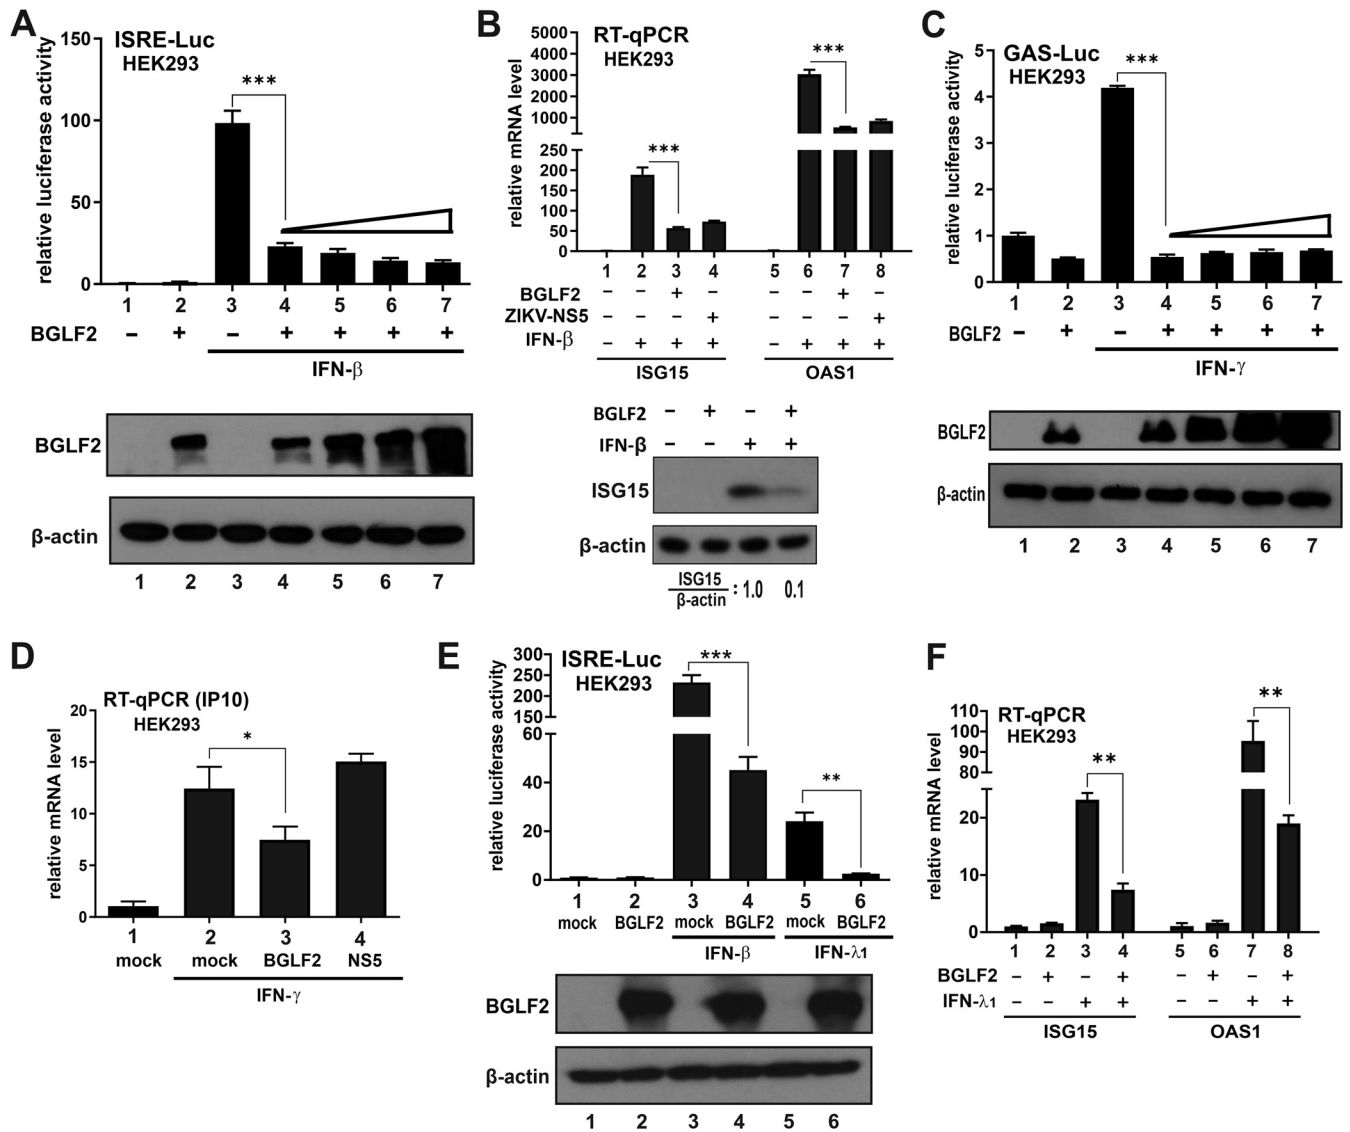 A
ISRE-Luc
HEK293
relative luciferase activity
150
100
50
0
***
1 2 3 4 5 6 7
BGLF2 – + – + + + +
IFN-β
BGLF2
β-actin
1 2 3 4 5 6 7
B
RT-qPCR
HEK293
relative mRNA level
5000
4000
3000
2000
1000
250
200
150
100
50
0
***
***
1 2 3 4 5 6 7 8
BGLF2 – – + – – – + –
ZIKV-NS5 – – – + – – – +
IFN-β – + + + – + + +
ISG15 OAS1
BGLF2 – + – +
IFN-β – – + +
ISG15
β-actin
ISG15
β-actin : 1.0 0.1
C
GAS-Luc
HEK293
relative luciferase activity
5
4
3
2
1
0
***
1 2 3 4 5 6 7
BGLF2 – + – + + + +
IFN-γ
BGLF2
β-actin
1 2 3 4 5 6 7
D
RT-qPCR (IP10)
HEK293
relative mRNA level
20
15
10
5
0
*
1 2 3 4
mock mock BGLF2 NS5
IFN-γ
E
ISRE-Luc
HEK293
relative luciferase activity
300
250
200
150
60
40
20
0
***
**
1 2 3 4 5 6
mock BGLF2 mock BGLF2 mock BGLF2
IFN-β IFN-λ1
BGLF2
β-actin
1 2 3 4 5 6
F
RT-qPCR
HEK293
relative mRNA level
110
100
90
80
20
10
0
**
**
1 2 3 4 5 6 7 8
BGLF2 – + – + – + – +
IFN-λ1 – – + + – – + +
ISG15 OAS1